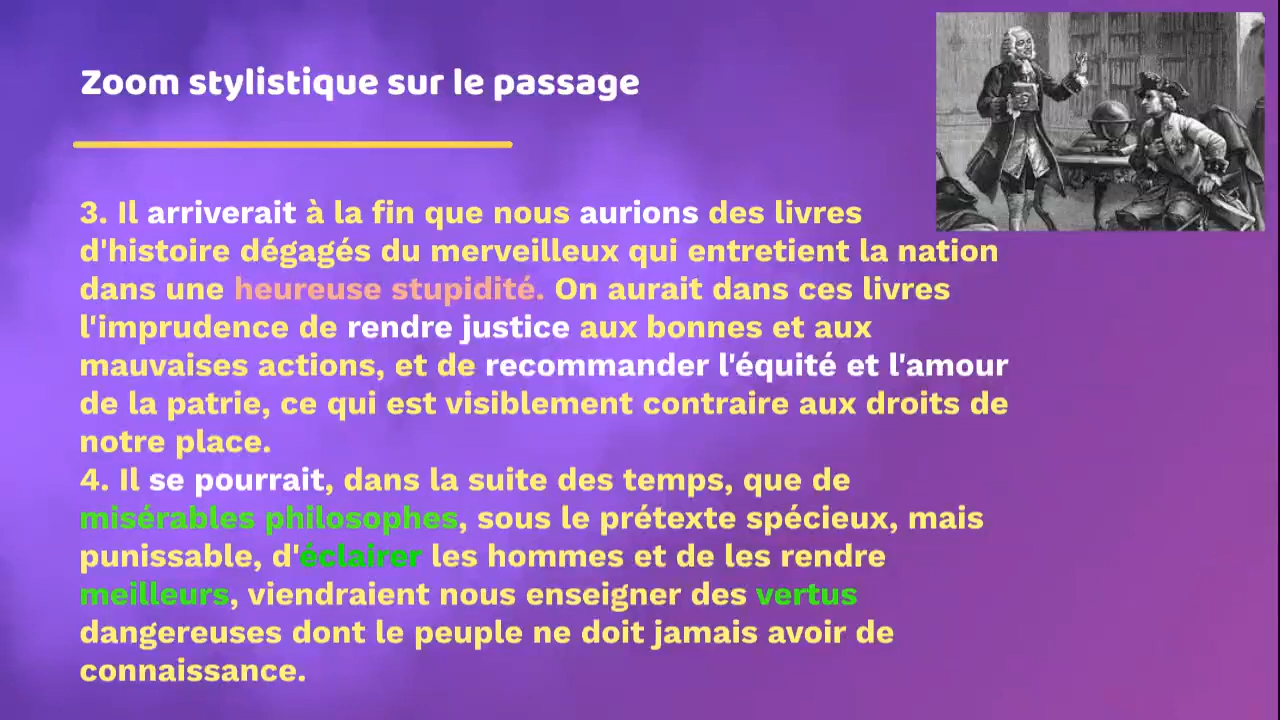 Zoom stylistique sur le passage
3. Il arriverait à la fin que nous aurions des livres
d'histoire dégagés du merveilleux qui entretient la nation
dans une heureuse stupidité. On aurait dans ces livres
l'imprudence de rendre justice aux bonnes et aux
mauvaises actions, et de recommander l'équité et l'amour
de la patrie, ce qui est visiblement contraire aux droits de
notre place.
4. Il se pourrait, dans la suite des temps, que de
misérables philosophes, sous le prétexte spécieux, mais
punissable, d'éclairer les hommes et de les rendre
meilleurs, viendraient nous enseigner des vertus
dangereuses dont le peuple ne doit jamais avoir de
connaissance.